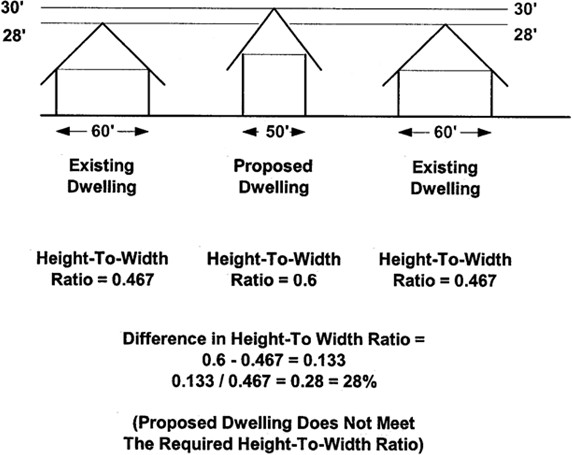 30' 30'
28' 28'
60' 50' 60'
Existing Dwelling
Proposed Dwelling
Existing Dwelling
Height-To-Width Ratio = 0.467
Height-To-Width Ratio = 0.6
Height-To-Width Ratio = 0.467
Difference in Height-To Width Ratio =
0.6 - 0.467 = 0.133
0.133 / 0.467 = 0.28 = 28%
(Proposed Dwelling Does Not Meet
The Required Height-To-Width Ratio)